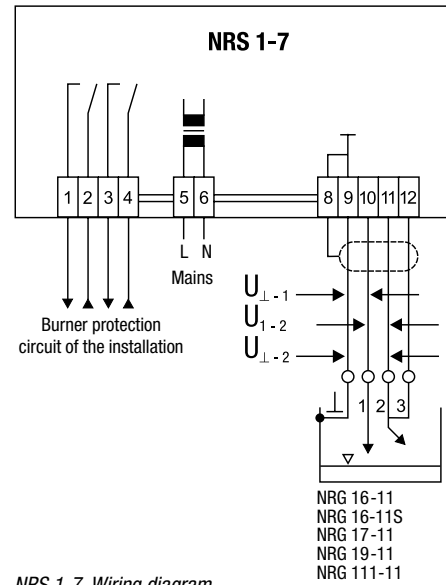 NRS 1-7
1 2 3 4 5 6 8 9 10 11 12
L N
Mains
Burner protection
circuit of the installation
U⊥ - 1
U1 - 2
U⊥ - 2
⊥ 1 2 3
NRG 16-11
NRG 16-11S
NRG 17-11
NRG 19-11
NRG 111-11
NRS 1-7 Wiring diagram